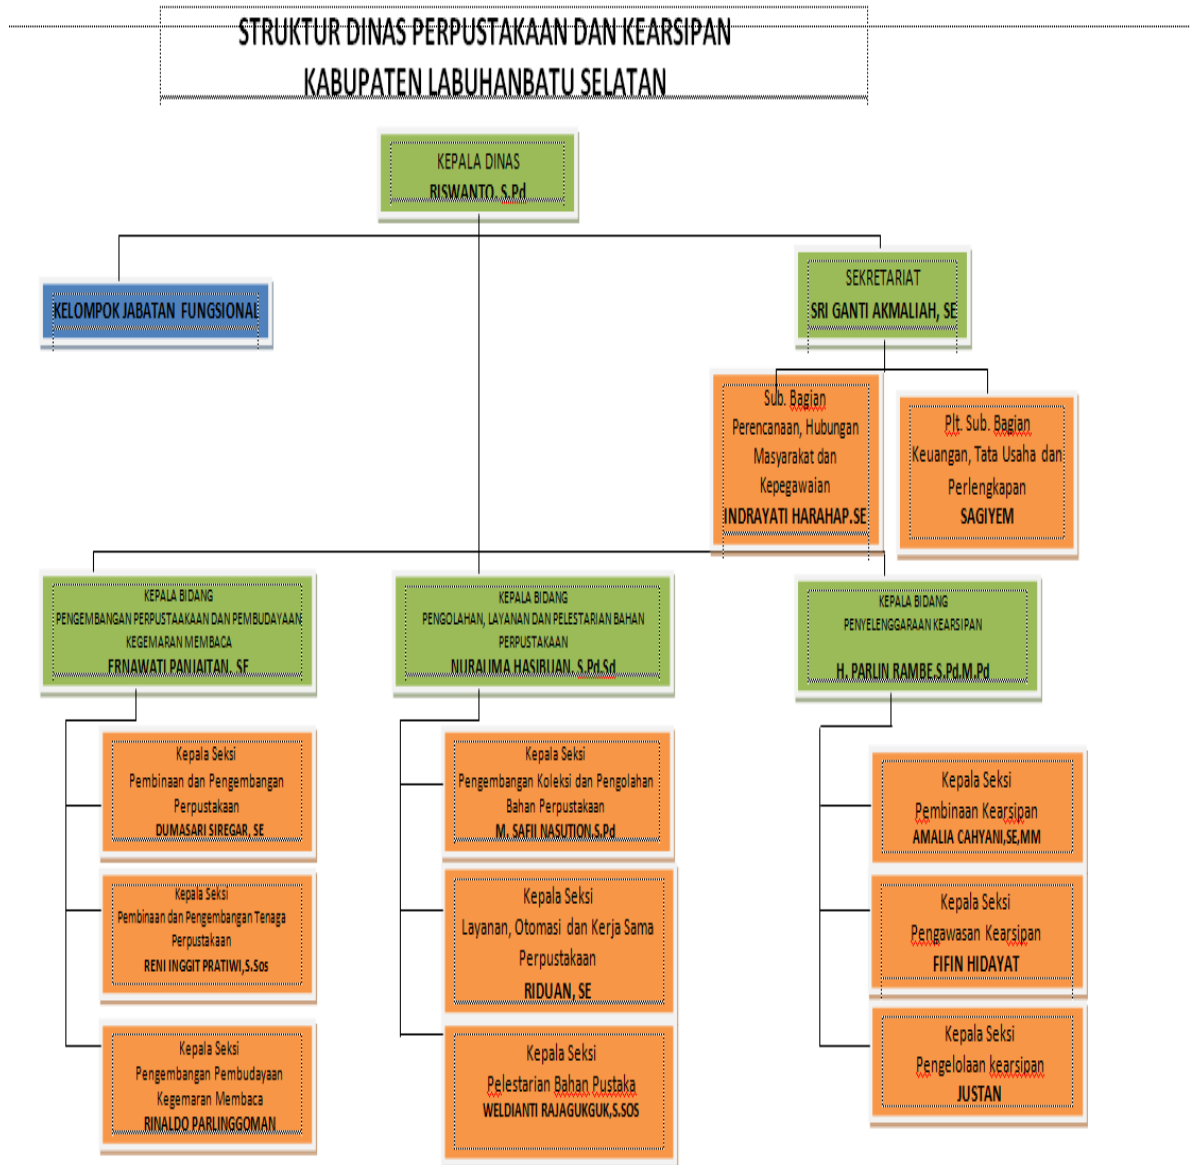 STRUKTUR DINAS PERPUSTAKAAN DAN KEARSIPAN
KABUPATEN LABUHANBATU SELATAN
KEPALA DINAS
RISWANTO, S.Pd
KELOMPOK JABATAN FUNGSIONAL
SEKRETARIAT
SRI GANTI AKMALIAH, SE
Sub. Bagian
Perencanaan, Hubungan
Masyarakat dan
Kepegawaian
INDRAYATI HARAHAP.SE
Plt. Sub. Bagian
Keuangan, Tata Usaha dan
Perlengkapan
SAGIYEM
KEPALA BIDANG
PENGEMBANGAN PERPUSTAAKAAN DAN PEMBUDAYAAN
KEGEMARAN MEMBACA
ERNAWATI PANJAITAN, SE
KEPALA BIDANG
PENGOLAHAN, LAYANAN DAN PELESTARIAN BAHAN
PERPUSTAKAAN
NURALIMA HASIBUAN, S.Pd.Sd
KEPALA BIDANG
PENYELENGGARAAN KEARSIPAN
H. PARLIN RAMBE,S.Pd.M.Pd
Kepala Seksi
Pembinaan dan Pengembangan
Perpustakaan
DUMASARI SIREGAR, SE
Kepala Seksi
Pembinaan dan Pengembangan Tenaga
Perpustakaan
RENI INGGIT PRATIWI,S.Sos
Kepala Seksi
Pengembangan Pembudayaan
Kegemaran Membaca
RINALDO PARLINGGOMAN
Kepala Seksi
Pengembangan Koleksi dan Pengolahan
Bahan Perpustakaan
M. SAFII NASUTION,S.Pd
Kepala Seksi
Layanan, Otomasi dan Kerja Sama
Perpustakaan
RIDUAN, SE
Kepala Seksi
Pelestarian Bahan Pustaka
WELDIANTI RAJAGUKGUK,S.SOS
Kepala Seksi
Pembinaan Kearsipan
AMALIA CAHYANI,SE,MM
Kepala Seksi
Pengawasan Kearsipan
FIFIN HIDAYAT
Kepala Seksi
Pengelolaan kearsipan
JUSTAN